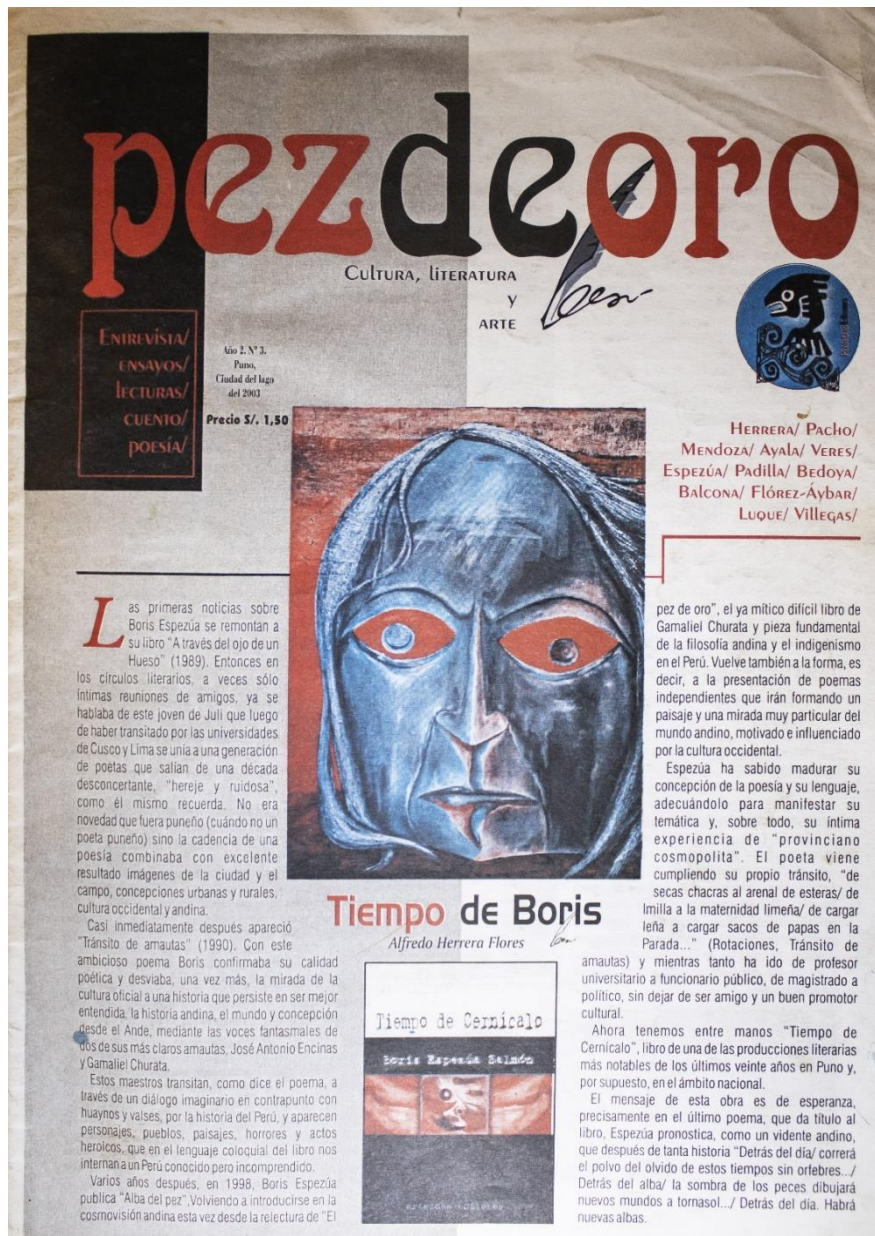 pezdeoro
Cultura, literatura
y
arte
Entrevista/
ensayos/
lecturas/
cuento/
poesía/
Año 2. Nº 3.
Puno,
Ciudad del lago
del 2003
Precio S/. 1,50
Herrera/ Pacho/
Mendoza/ Ayala/ Veres/
Espezúa/ Padilla/ Bedoya/
Balcona/ Flórez-Áybar/
Luque/ Villegas/
Las primeras noticias sobre
Boris Espezúa se remontan a
su libro "A través del ojo de un
Hueso" (1989). Entonces en
los círculos literarios, a veces sólo
íntimas reuniones de amigos, ya se
hablaba de este joven de Juli que luego
de haber transitado por las universidades
de Cusco y Lima se unía a una generación
de poetas que salían de una década
desconcertante, "hereje y ruidosa",
como él mismo recuerda. No era
novedad que fuera puneño (cuándo no un
poeta puneño) sino la cadencia de una
poesía combinaba con excelente
resultado imágenes de la ciudad y el
campo, concepciones urbanas y rurales,
cultura occidental y andina.
Casi inmediatamente después apareció
"Tránsito de amautas" (1990). Con este
ambicioso poema Boris confirmaba su calidad
poética y desviaba, una vez más, la mirada de la
cultura oficial a una historia que persiste en ser mejor
entendida, la historia andina, el mundo y concepción
desde el Ande, mediante las voces fantasmales de
dos de sus más claros amautas, José Antonio Encinas
y Gamaliel Churata.
Estos maestros transitan, como dice el poema, a
través de un diálogo imaginario en contrapunto con
huaynos y valses, por la historia del Perú, y aparecen
personajes, pueblos, paisajes, horrores y actos
heroicos, que en el lenguaje coloquial del libro nos
internan a un Perú conocido pero incomprendido.
Varios años después, en 1998, Boris Espezúa
publica "Alba del pez",Volviendo a introducirse en la
cosmovisión andina esta vez desde la relectura de "El
Tiempo de Boris
Alfredo Herrera Flores
Tiempo de Cernícalo
Boris Espezúa Salmón
pez de oro", el ya mítico difícil libro de
Gamaliel Churata y pieza fundamental
de la filosofía andina y el indigenismo
en el Perú. Vuelve también a la forma, es
decir, a la presentación de poemas
independientes que irán formando un
paisaje y una mirada muy particular del
mundo andino, motivado e influenciado
por la cultura occidental.
Espezúa ha sabido madurar su
concepción de la poesía y su lenguaje,
adecuándolo para manifestar su
temática y, sobre todo, su íntima
experiencia de "provinciano
cosmopolita". El poeta viene
cumpliendo su propio tránsito, "de
secas chacras al arenal de esteras/ de
Imilla a la maternidad limeña/ de cargar
leña a cargar sacos de papas en la
Parada..." (Rotaciones, Tránsito de
amautas) y mientras tanto ha ido de profesor
universitario a funcionario público, de magistrado a
político, sin dejar de ser amigo y un buen promotor
cultural.
Ahora tenemos entre manos "Tiempo de
Cernícalo", libro de una de las producciones literarias
más notables de los últimos veinte años en Puno y,
por supuesto, en el ámbito nacional.
El mensaje de esta obra es de esperanza,
precisamente en el último poema, que da título al
libro, Espezúa pronostica, como un vidente andino,
que después de tanta historia "Detrás del día/ correrá
el polvo del olvido de estos tiempos sin orfebres.../
Detrás del alba/ la sombra de los peces dibujará
nuevos mundos a tornasol.../ Detrás del día. Habrá
nuevas albas.